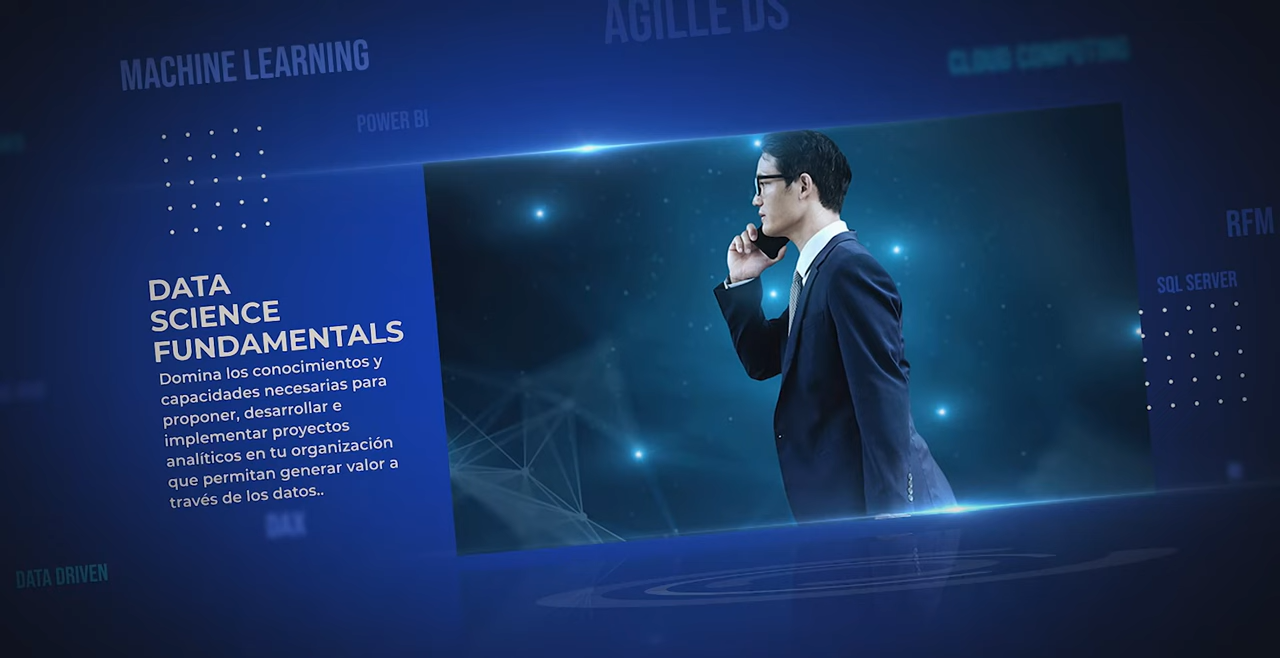 AGILLE DS
MACHINE LEARNING
CLOUD COMPUTING
POWER BI
RFM
SQL SERVER
DATA
SCIENCE
FUNDAMENTALS
Domina los conocimientos y
capacidades necesarias para
proponer, desarrollar e
implementar proyectos
analíticos en tu organización
que permitan generar valor a
través de los datos..
DAX
DATA DRIVEN